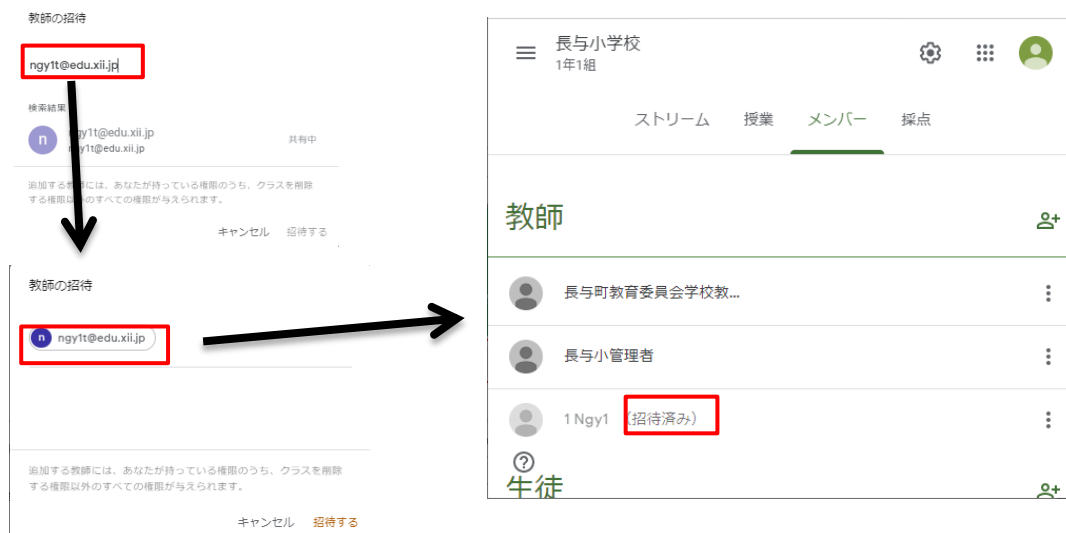 教師の招待
ngy1t@edu.xii.jp
検索結果
n
ngy1t@edu.xii.jp
ngy1t@edu.xii.jp
共有中
追加する教師には、あなたが持っている権限のうち、クラスを削除
する権限以外のすべての権限が与えられます。
キャンセル 招待する
教師の招待
n ngy1t@edu.xii.jp
追加する教師には、あなたが持っている権限のうち、クラスを削除
する権限以外のすべての権限が与えられます。
キャンセル 招待する
長与小学校
1年1組
ストリーム 授業 メンバー 採点
教師
長与町教育委員会学校教...
長与小管理者
1 Ngy1 （招待済み）
生徒